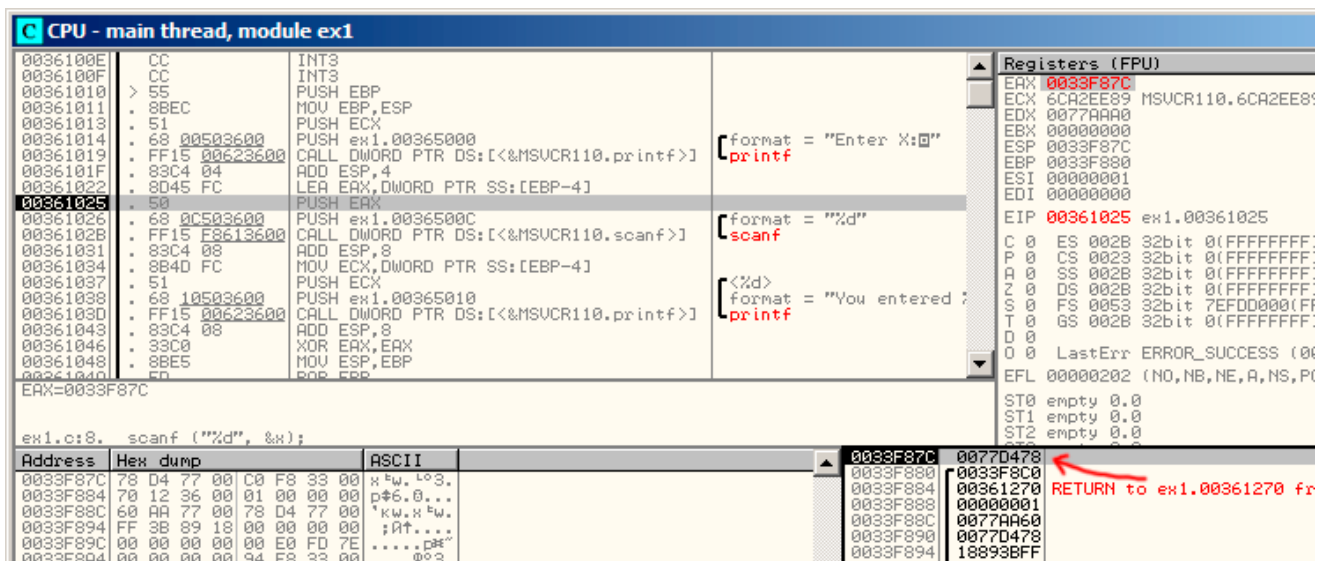 CPU - main thread, module ex1
0036100E CC INT3
0036100F CC INT3
00361010 > 55 PUSH EBP
00361011 . 8BEC MOV EBP,ESP
00361013 . 51 PUSH ECX
00361014 . 68 00503600 PUSH ex1.00365000 format = "Enter X:
00361019 . FF15 00623600 CALL DWORD PTR DS:[<&MSVCR110.printf>] printf
0036101F . 83C4 04 ADD ESP,4
00361022 . 8D45 FC LEA EAX,DWORD PTR SS:[EBP-4]
00361025 . 50 PUSH EAX
00361026 . 68 0C503600 PUSH ex1.0036500C format = "%d"
0036102B . FF15 F8613600 CALL DWORD PTR DS:[<&MSVCR110.scanf>] scanf
00361031 . 83C4 08 ADD ESP,8
00361034 . 8B4D FC MOV ECX,DWORD PTR SS:[EBP-4]
00361037 . 51 PUSH ECX <%d>
00361038 . 68 10503600 PUSH ex1.00365010 format = "You entered
0036103D . FF15 00623600 CALL DWORD PTR DS:[<&MSVCR110.printf>] printf
00361043 . 83C4 08 ADD ESP,8
00361046 . 33C0 XOR EAX,EAX
00361048 . 8BE5 MOV ESP,EBP
EAX=0033F87C
ex1.c:8. scanf ("%d", &x);
Registers (FPU)
EAX 0033F87C
ECX 6CA2EE89 MSVCR110.6CA2EE89
EDX 0077AAA0
EBX 00000000
ESP 0033F87C
EBP 0033F880
ESI 00000001
EDI 00000000
EIP 00361025 ex1.00361025
C 0 ES 002B 32bit 0(FFFFFFFF)
P 0 CS 0023 32bit 0(FFFFFFFF)
A 0 SS 002B 32bit 0(FFFFFFFF)
Z 0 DS 002B 32bit 0(FFFFFFFF)
S 0 FS 0053 32bit 7EFDD000(FF
T 0 GS 002B 32bit 0(FFFFFFFF)
D 0
O 0 LastErr ERROR_SUCCESS (00
EFL 00000202 (NO,NB,NE,A,NS,PO
ST0 empty 0.0
ST1 empty 0.0
ST2 empty 0.0
Address Hex dump ASCII
0033F87C 78 D4 77 00 C0 F8 33 00
0033F884 70 12 36 00 01 00 00 00
0033F88C 60 AA 77 00 78 D4 77 00
0033F894 FF 3B 89 18 00 00 00 00
0033F89C 00 00 00 00 00 E0 FD 7E
0033F8A4 00 00 00 00 94 F8 33 00
0033F87C 0077D478
0033F880 0033F8C0
0033F884 00361270 RETURN to ex1.00361270 fr
0033F888 00000001
0033F88C 0077AA60
0033F890 0077D478
0033F894 18893BFF